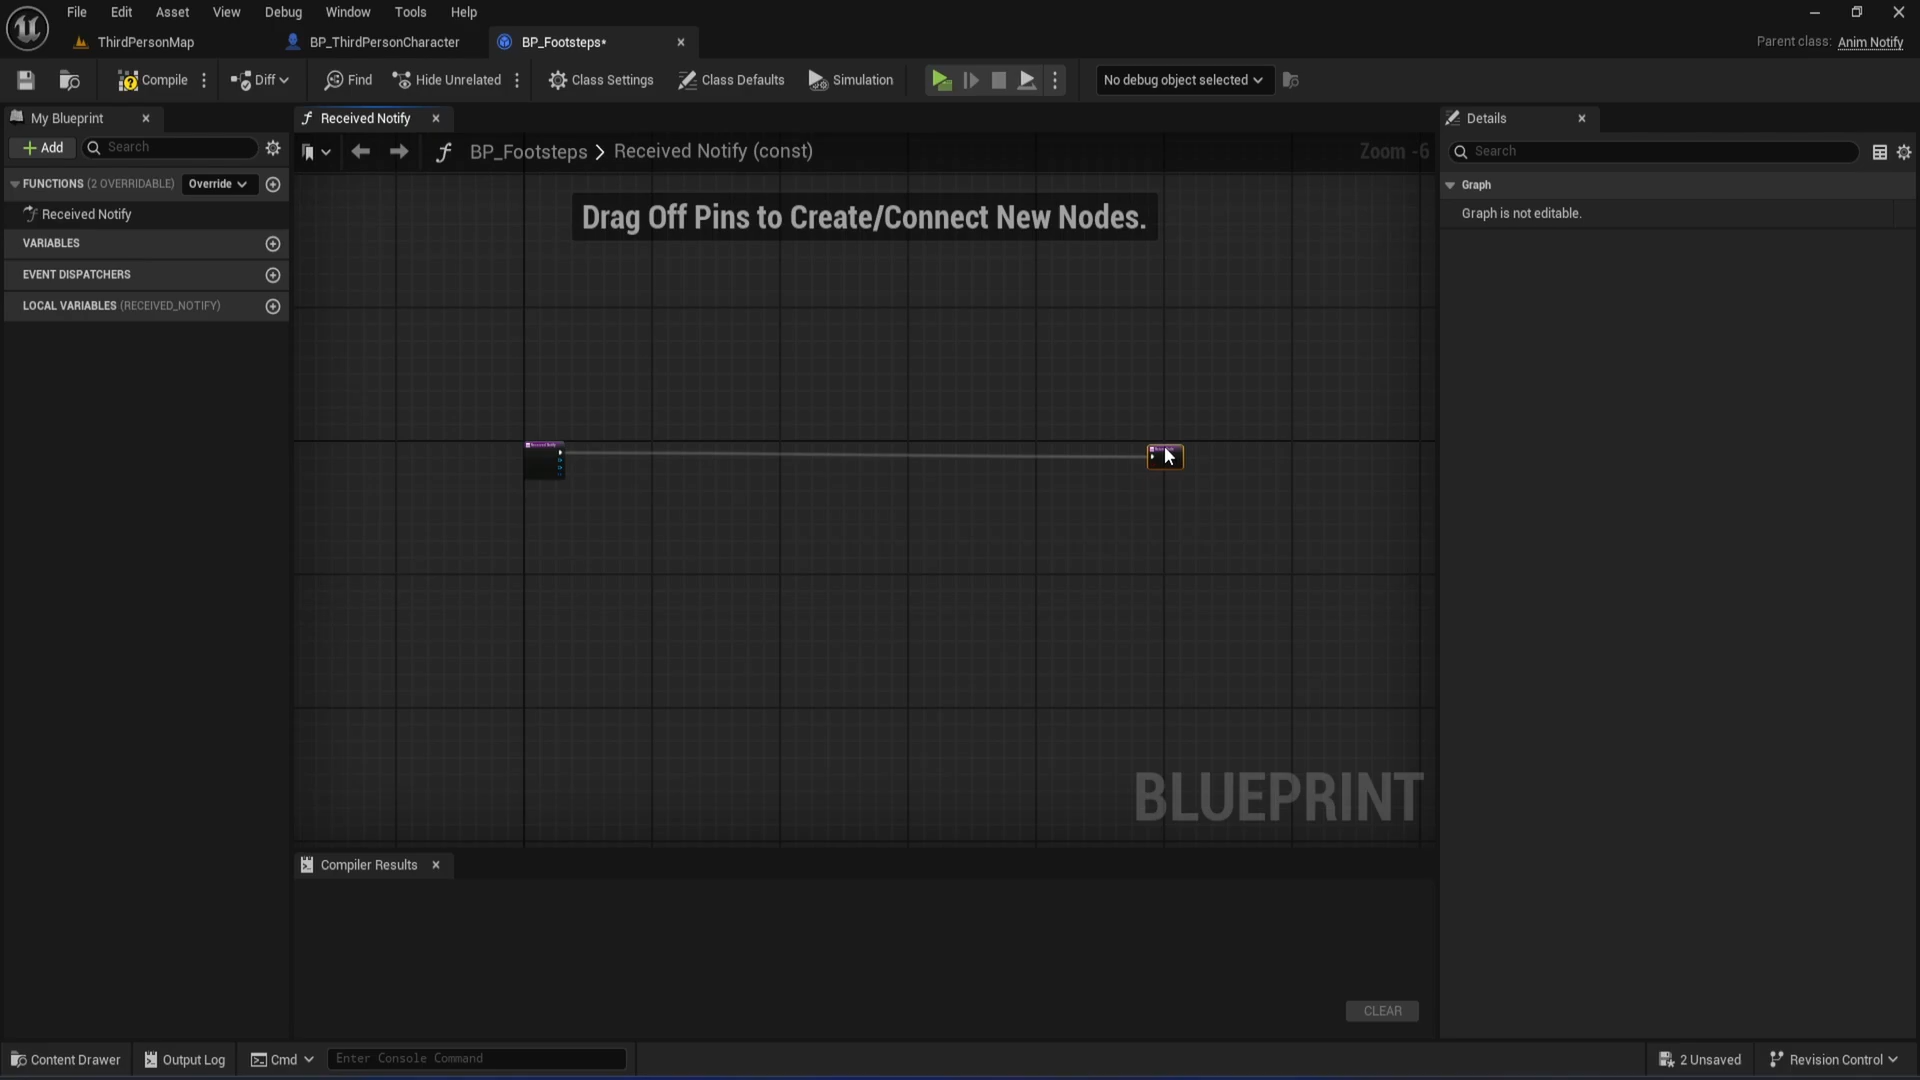 File Edit Asset View Debug Window Tools Help
ThirdPersonMap BP_ThirdPersonCharacter BP_Footsteps*
Parent class: Anim Notify
Compile Diff Find Hide Unrelated Class Settings Class Defaults Simulation No debug object selected
My Blueprint
Received Notify
Details
Add Search
BP_Footsteps > Received Notify (const)
Zoom -6
Search
FUNCTIONS (2 OVERRIDABLE) Override
Received Notify
VARIABLES
EVENT DISPATCHERS
LOCAL VARIABLES (RECEIVED_NOTIFY)
Drag Off Pins to Create/Connect New Nodes.
Graph
Graph is not editable.
Received Notify
BLUEPRINT
Compiler Results
CLEAR
Content Drawer Output Log Cmd Enter Console Command 2 Unsaved Revision Control